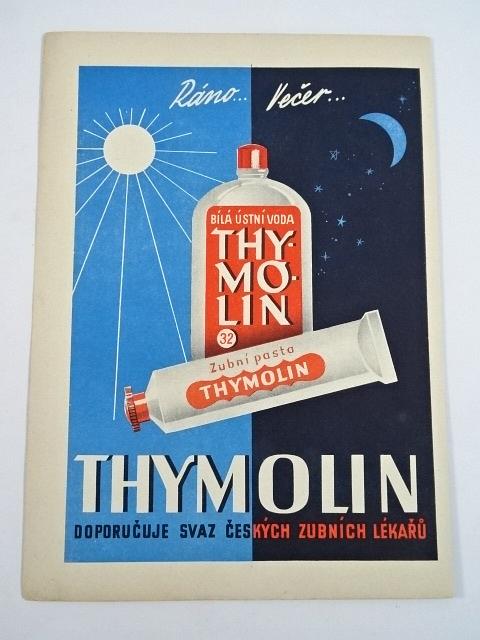 Ráno... Večer...
BÍLÁ ÚSTNÍ VODA
THY-
MO-
LIN
32
Zubní pasta
THYMOLIN
THYMOLIN
DOPORUČUJE SVAZ ČESKÝCH ZUBNÍCH LÉKAŘŮ